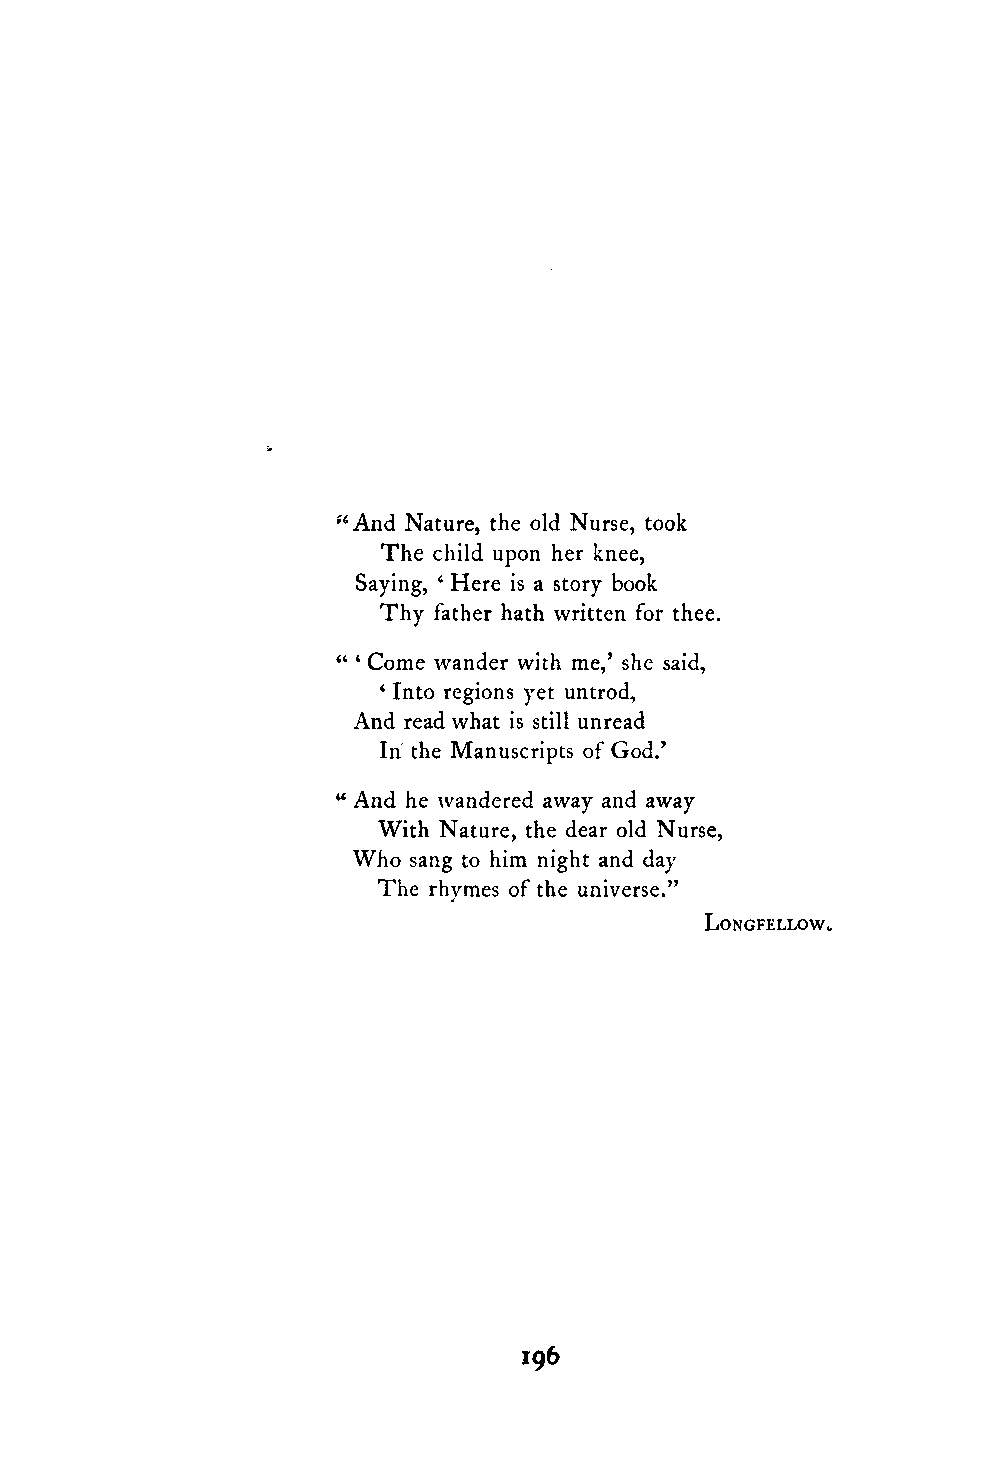 “And Nature, the old Nurse, took
The child upon her knee,
Saying, ‘Here is a story book
Thy father hath written for thee.
“ ‘Come wander with me,’ she said,
‘Into regions yet untrod,
And read what is still unread
In the Manuscripts of God.’
“And he wandered away and away
With Nature, the dear old Nurse,
Who sang to him night and day
The rhymes of the universe.”
LONGFELLOW.
196